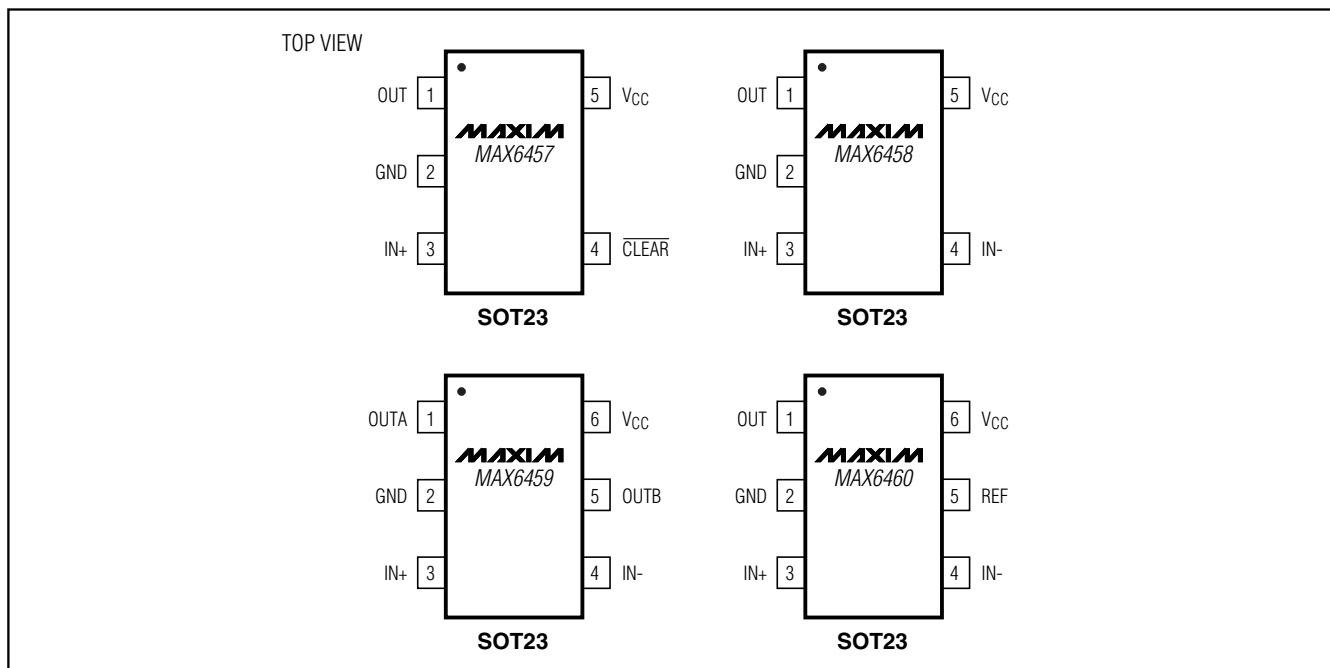 TOP VIEW
OUT 1 5 VCC
MAXIM
MAX6457
GND 2
IN+ 3 4 CLEAR
SOT23
OUT 1 5 VCC
MAXIM
MAX6458
GND 2
IN+ 3 4 IN-
SOT23
OUTA 1 6 VCC
MAXIM
MAX6459
GND 2 5 OUTB
IN+ 3 4 IN-
SOT23
OUT 1 6 VCC
MAXIM
MAX6460
GND 2 5 REF
IN+ 3 4 IN-
SOT23